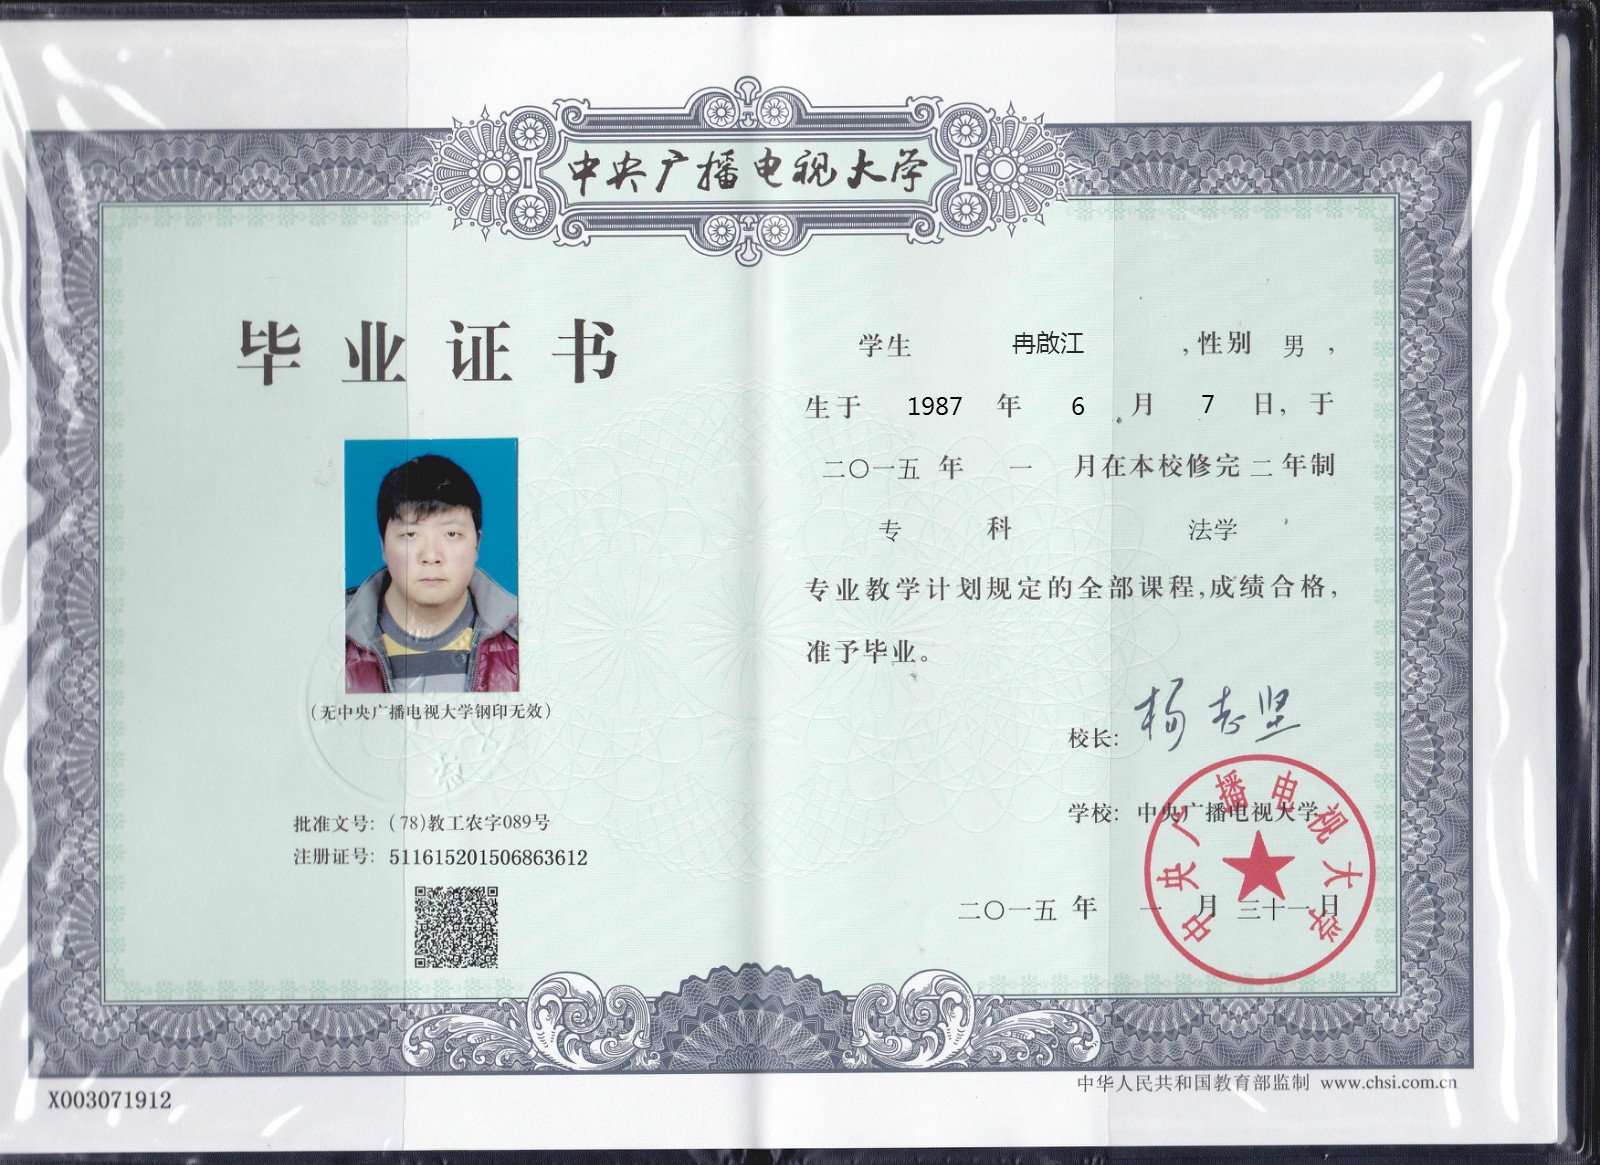 中央广播电视大学
毕业证书
（无中央广播电视大学钢印无效）
批准文号：(78)教工农字089号
注册证号：511615201506863612
学生 冉啟江 ,性别 男 ,
生于 1987 年 6 月 7 日, 于
二〇一五 年 一 月在本校修完 二 年制
专 科 法学
专业教学计划规定的全部课程,成绩合格,
准予毕业。
校长: 杨志坚
学校: 中央广播电视大学
二〇一五 年 一 月 三十一日
中央广播电视大学
X003071912
中华人民共和国教育部监制 www.chsi.com.cn